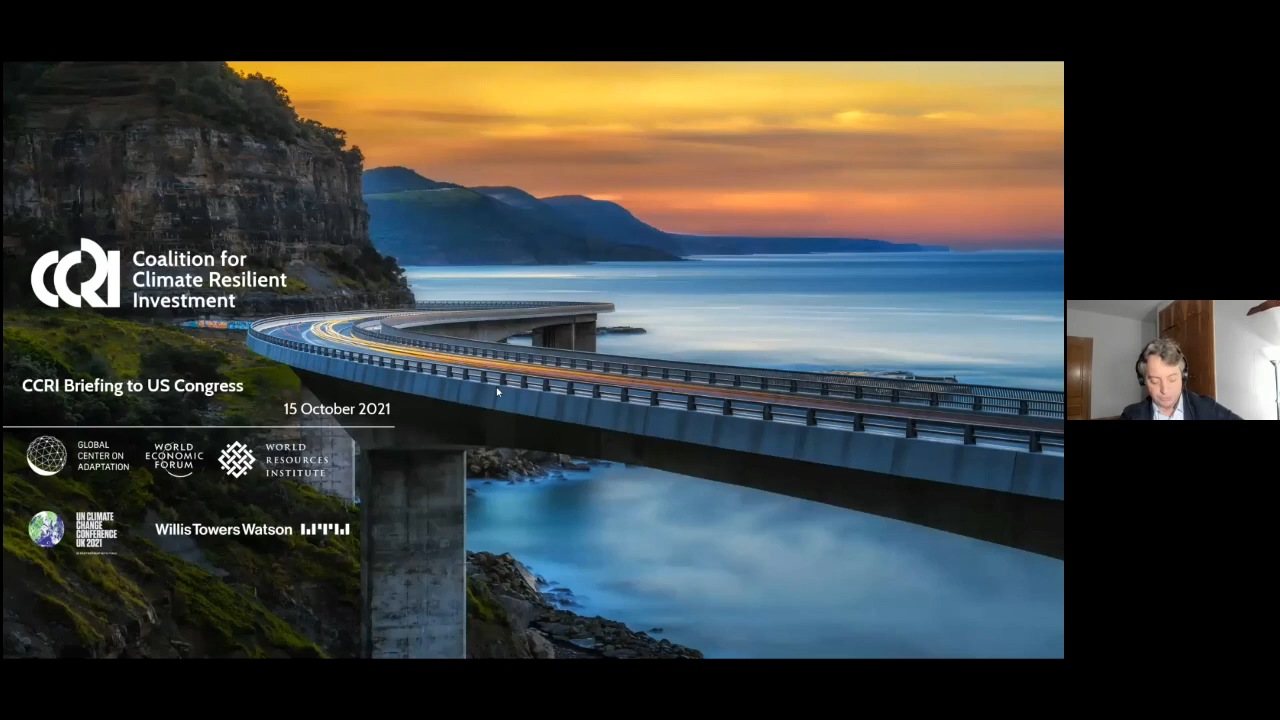 CCRI
Coalition for
Climate Resilient
Investment
CCRI Briefing to US Congress
15 October 2021
GLOBAL
CENTER ON
ADAPTATION
WORLD
ECONOMIC
FORUM
WORLD
RESOURCES
INSTITUTE
UN CLIMATE
CHANGE
CONFERENCE
UK 2021
WillisTowersWatson